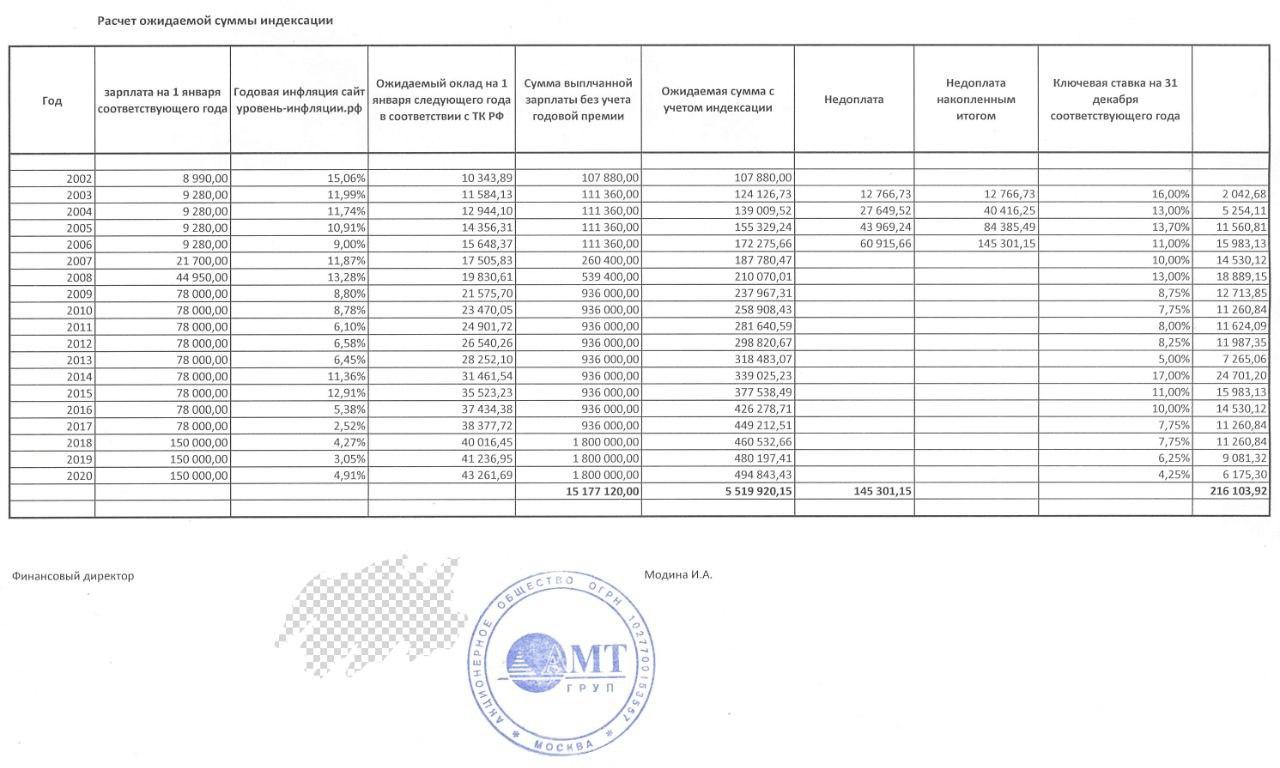 Расчет ожидаемой суммы индексации
Год | зарплата на 1 января соответствующего года | Годовая инфляция сайт уровень-инфляции.рф | Ожидаемый оклад на 1 января следующего года в соответствии с ТК РФ | Сумма выплчанной зарплаты без учета годовой премии | Ожидаемая сумма с учетом индексации | Недоплата | Недоплата накопленным итогом | Ключевая ставка на 31 декабря соответствующего года
2002 8 990,00 15,06% 10 343,89 107 880,00 107 880,00
2003 9 280,00 11,99% 11 584,13 111 360,00 124 126,73 12 766,73 12 766,73 16,00% 2 042,68
2004 9 280,00 11,74% 12 944,10 111 360,00 139 009,52 27 649,52 40 416,25 13,00% 5 254,11
2005 9 280,00 10,91% 14 356,31 111 360,00 155 329,24 43 969,24 84 385,49 13,70% 11 560,81
2006 9 280,00 9,00% 15 648,37 111 360,00 172 275,66 60 915,66 145 301,15 11,00% 15 983,13
2007 21 700,00 11,87% 17 505,83 260 400,00 187 780,47 10,00% 14 530,12
2008 44 950,00 13,28% 19 830,61 539 400,00 210 070,01 13,00% 18 889,15
2009 78 000,00 8,80% 21 575,70 936 000,00 237 967,31 8,75% 12 713,85
2010 78 000,00 8,78% 23 470,05 936 000,00 258 908,43 7,75% 11 260,84
2011 78 000,00 6,10% 24 901,72 936 000,00 281 640,59 8,00% 11 624,09
2012 78 000,00 6,58% 26 540,26 936 000,00 298 820,67 8,25% 11 987,35
2013 78 000,00 6,45% 28 252,10 936 000,00 318 483,07 5,00% 7 265,06
2014 78 000,00 11,36% 31 461,54 936 000,00 339 025,23 17,00% 24 701,20
2015 78 000,00 12,91% 35 523,23 936 000,00 377 538,49 11,00% 15 983,13
2016 78 000,00 5,38% 37 434,38 936 000,00 426 278,71 10,00% 14 530,12
2017 78 000,00 2,52% 38 377,72 936 000,00 449 212,51 7,75% 11 260,84
2018 150 000,00 4,27% 40 016,45 1 800 000,00 460 532,66 7,75% 11 260,84
2019 150 000,00 3,05% 41 236,95 1 800 000,00 480 197,41 6,25% 9 081,32
2020 150 000,00 4,91% 43 261,69 1 800 000,00 494 843,43 4,25% 6 175,30
15 177 120,00 5 519 920,15 145 301,15 216 103,92
Финансовый директор Модина И.А.
АКЦИОНЕРНОЕ ОБЩЕСТВО ОГРН 1027700153557
АМТ
ГРУП
* МОСКВА *